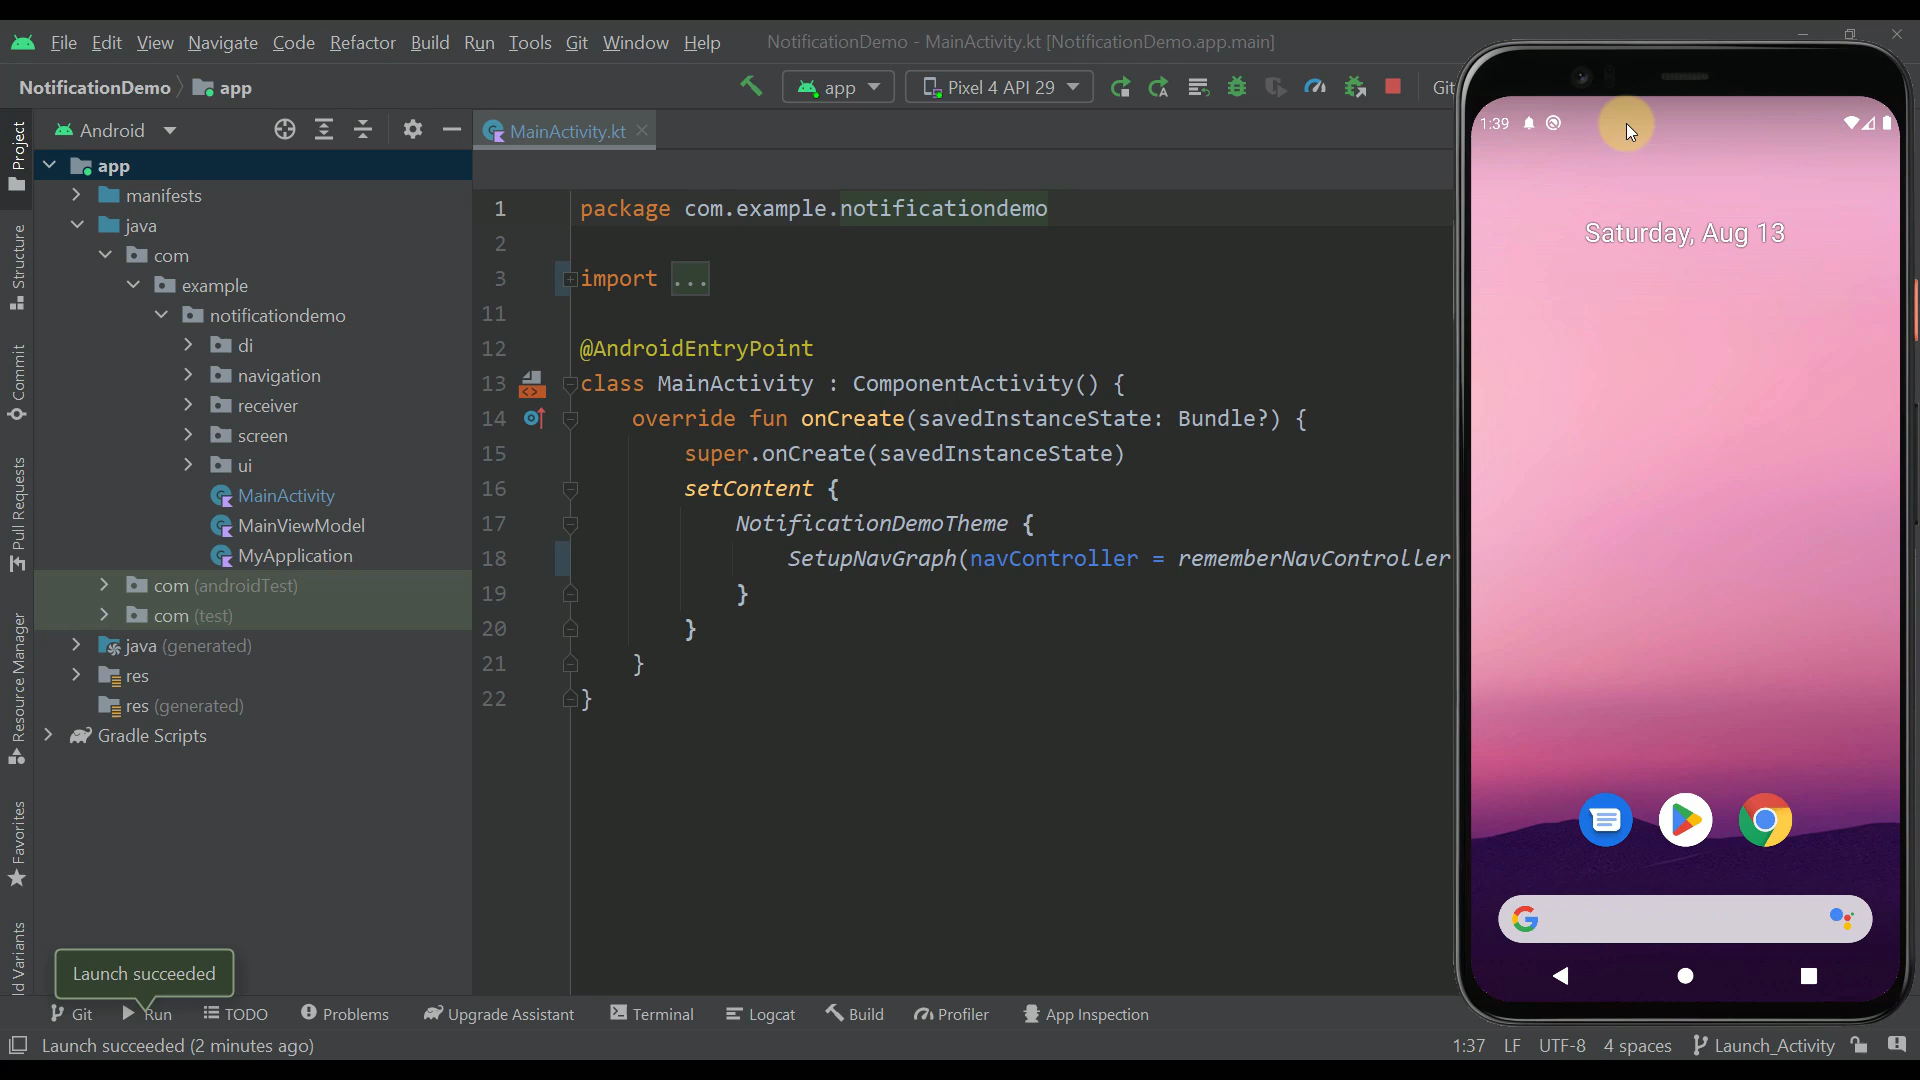 File Edit View Navigate Code Refactor Build Run Tools Git Window Help NotificationDemo - MainActivity.kt [NotificationDemo.app.main]
NotificationDemo app app Pixel 4 API 29 Git
Android MainActivity.kt
Project
Structure
Commit
Pull Requests
Resource Manager
Favorites
ld Variants
app
manifests
java
com
example
notificationdemo
di
navigation
receiver
screen
ui
MainActivity
MainViewModel
MyApplication
com (androidTest)
com (test)
java (generated)
res
res (generated)
Gradle Scripts
1 package com.example.notificationdemo
2
3 import ...
11
12 @AndroidEntryPoint
13 class MainActivity : ComponentActivity() {
14 override fun onCreate(savedInstanceState: Bundle?) {
15 super.onCreate(savedInstanceState)
16 setContent {
17 NotificationDemoTheme {
18 SetupNavGraph(navController = rememberNavController
19 }
20 }
21 }
22 }
1:39
Saturday, Aug 13
Launch succeeded
Git Run TODO Problems Upgrade Assistant Terminal Logcat Build Profiler App Inspection
Launch succeeded (2 minutes ago) 1:37 LF UTF-8 4 spaces Launch_Activity